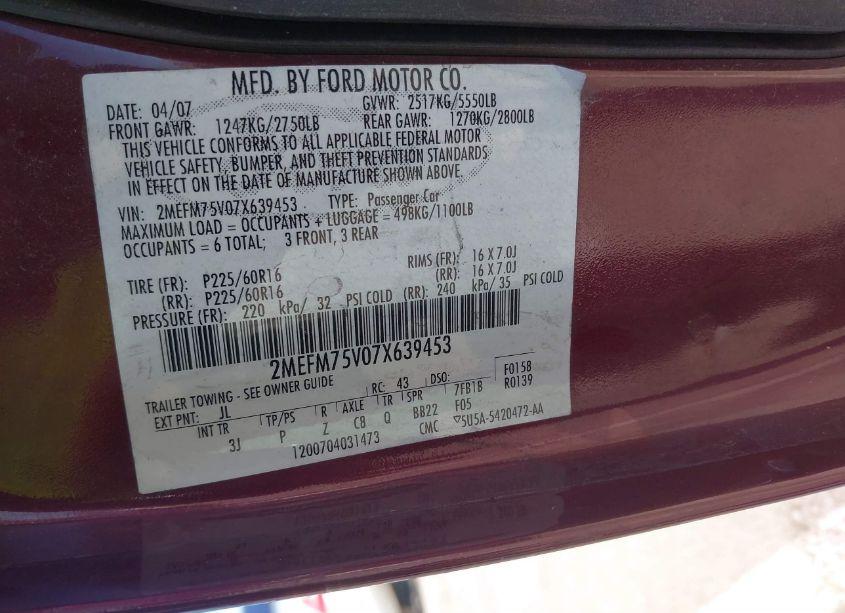 MFD. BY FORD MOTOR CO.
DATE: 04/07 GVWR: 2517KG/5550LB
FRONT GAWR: 1247KG/2750LB REAR GAWR: 1270KG/2800LB
THIS VEHICLE CONFORMS TO ALL APPLICABLE FEDERAL MOTOR
VEHICLE SAFETY, BUMPER, AND THEFT PREVENTION STANDARDS
IN EFFECT ON THE DATE OF MANUFACTURE SHOWN ABOVE.
VIN: 2MEFM75V07X639453 TYPE: Passenger Car
MAXIMUM LOAD = OCCUPANTS + LUGGAGE = 498KG/1100LB
OCCUPANTS = 6 TOTAL; 3 FRONT, 3 REAR
TIRE (FR): P225/60R16 RIMS (FR): 16 X 7.0J
(RR): P225/60R16 (RR): 16 X 7.0J
PRESSURE (FR): 220 kPa/ 32 PSI COLD (RR): 240 kPa/ 35 PSI COLD
2MEFM75V07X639453
TRAILER TOWING - SEE OWNER GUIDE
EXT PNT: JL RC: 43 DSO: F0158
INT TR TP/PS R AXLE TR SPR 7FB1B R0139
3J P Z C8 Q BB22 F05
1200704031473 CMC ▽5U5A-5420472-AA